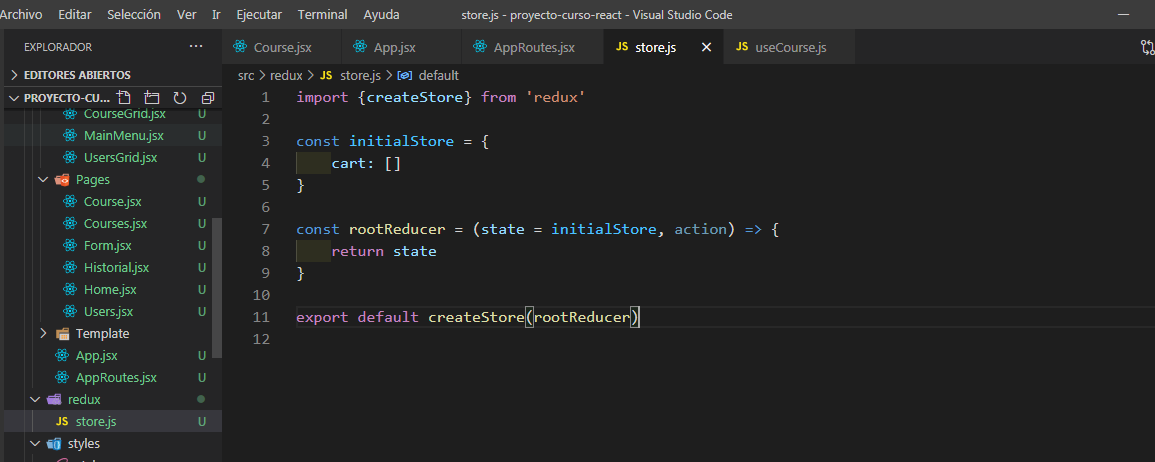 Archivo Editar Selección Ver Ir Ejecutar Terminal Ayuda store.js - proyecto-curso-react - Visual Studio Code
EXPLORADOR ···
EDITORES ABIERTOS
PROYECTO-CU...
CourseGrid.jsx U
MainMenu.jsx U
UsersGrid.jsx U
Pages
Course.jsx U
Courses.jsx U
Form.jsx U
Historial.jsx U
Home.jsx U
Users.jsx U
Template
App.jsx U
AppRoutes.jsx U
redux
JS store.js U
styles
Course.jsx App.jsx AppRoutes.jsx JS store.js JS useCourse.js
src > redux > JS store.js > default
1 import {createStore} from 'redux'
2
3 const initialStore = {
4     cart: []
5 }
6
7 const rootReducer = (state = initialStore, action) => {
8     return state
9 }
10
11 export default createStore(rootReducer)
12